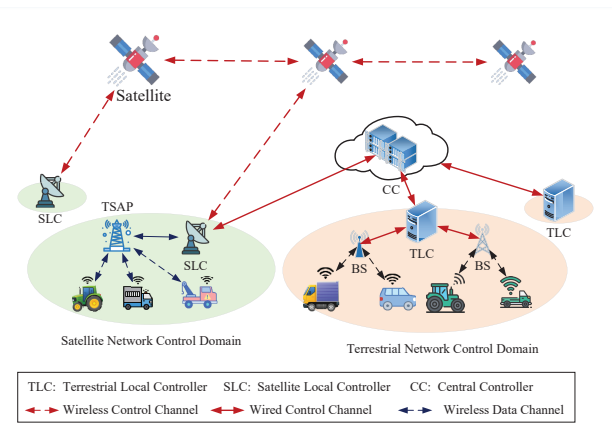 Satellite
CC
SLC
TSAP
TLC
TLC
SLC
BS
BS
Satellite Network Control Domain
Terrestrial Network Control Domain
TLC: Terrestrial Local Controller SLC: Satellite Local Controller CC: Central Controller
Wireless Control Channel Wired Control Channel Wireless Data Channel